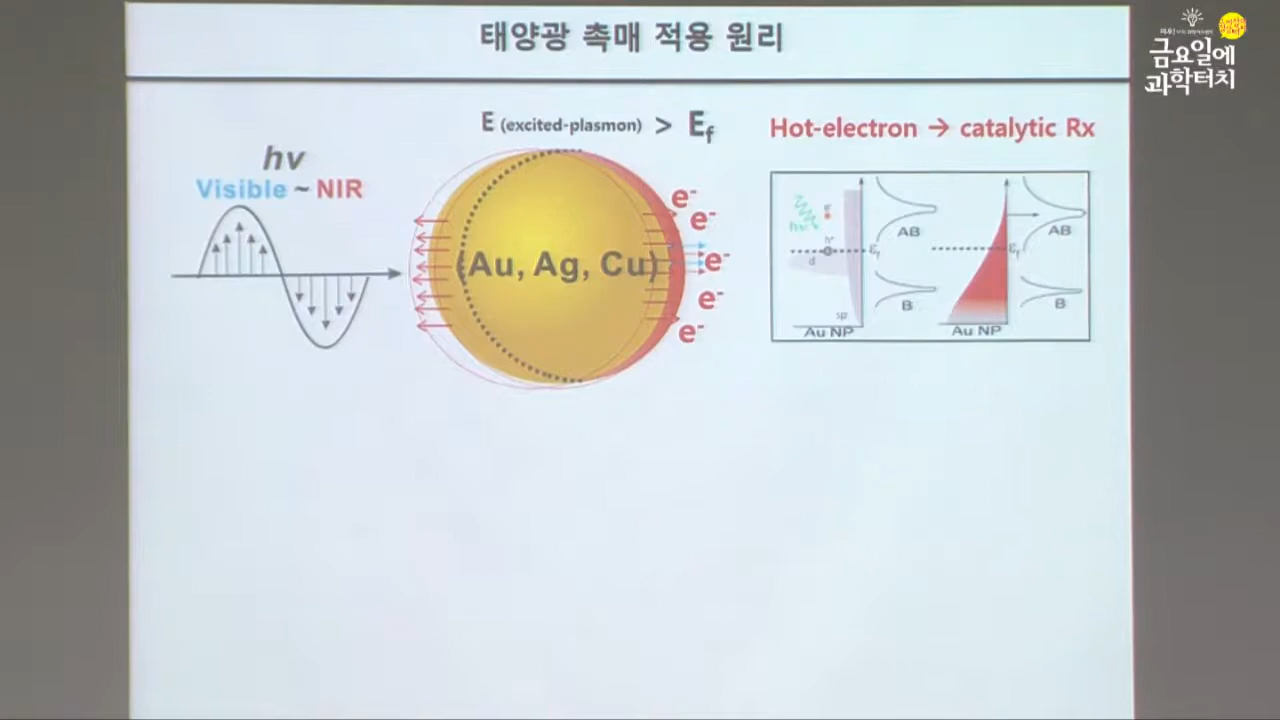 태양광 촉매 적용 원리
금요일에
과학터치
E (excited-plasmon) > Ef
Hot-electron → catalytic Rx
hν
Visible ~ NIR
(Au, Ag, Cu)
e-
e-
e-
e-
e-
hν
e-
h+
d
sp
Ef
AB
B
Au NP
Ef
AB
B
Au NP